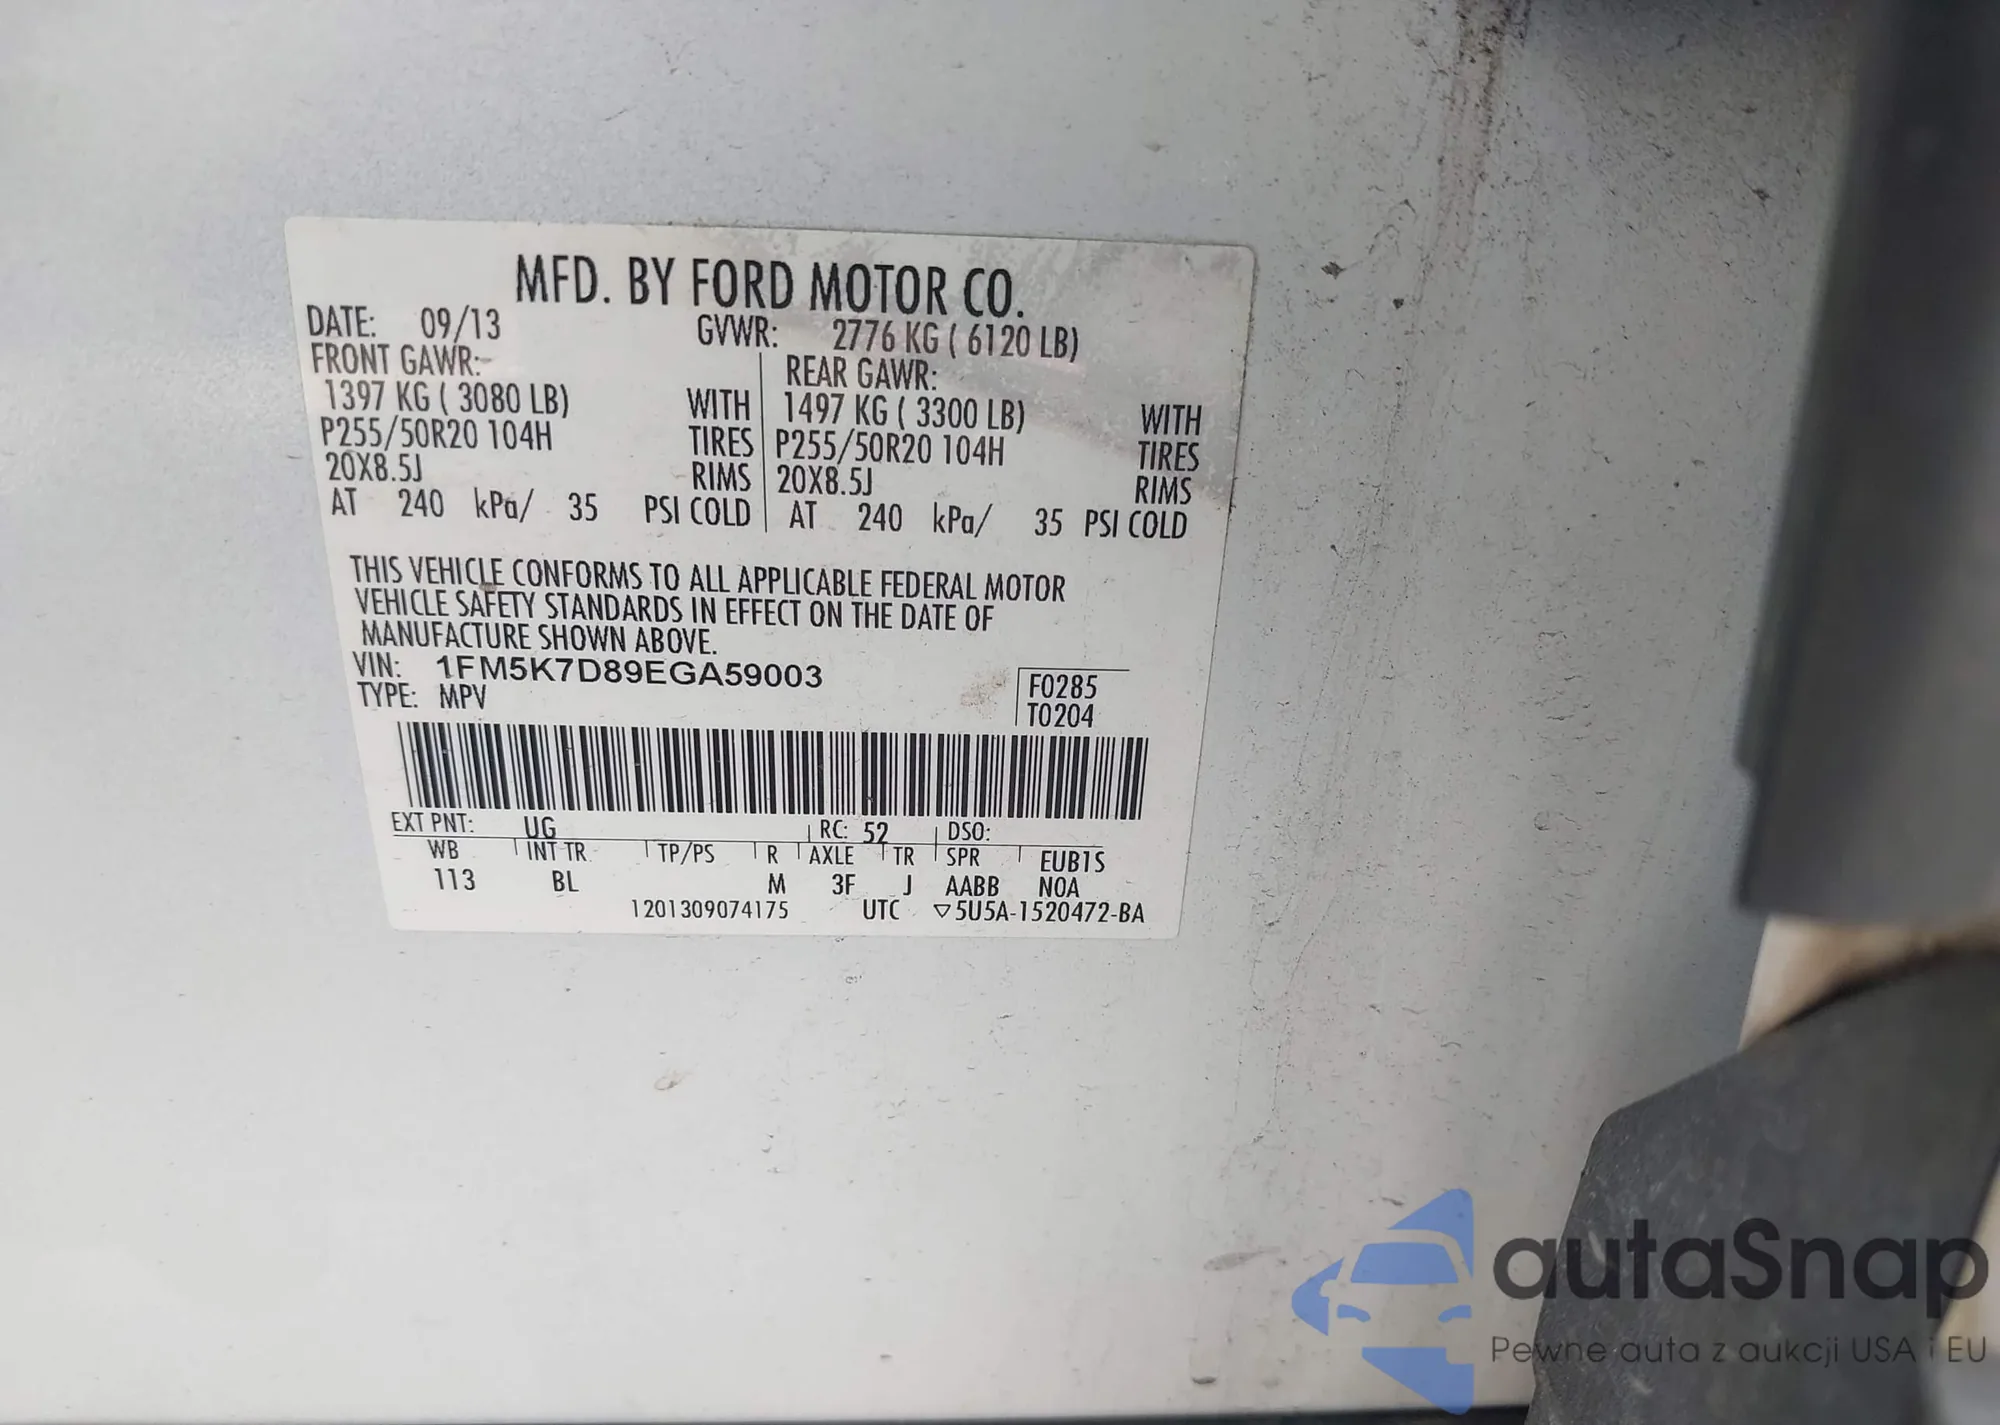 MFD. BY FORD MOTOR CO.
DATE: 09/13 GVWR: 2776 KG ( 6120 LB)
FRONT GAWR: REAR GAWR:
1397 KG ( 3080 LB) WITH 1497 KG ( 3300 LB) WITH
P255/50R20 104H TIRES P255/50R20 104H TIRES
20X8.5J RIMS 20X8.5J RIMS
AT 240 kPa/ 35 PSI COLD AT 240 kPa/ 35 PSI COLD
THIS VEHICLE CONFORMS TO ALL APPLICABLE FEDERAL MOTOR
VEHICLE SAFETY STANDARDS IN EFFECT ON THE DATE OF
MANUFACTURE SHOWN ABOVE.
VIN: 1FM5K7D89EGA59003
TYPE: MPV
F0285
T0204
EXT PNT: UG RC: 52 DSO:
WB INT TR TP/PS R AXLE TR SPR EUB1S
113 BL M 3F J AABB NOA
1201309074175 UTC ▽5U5A-1520472-BA
autaSnap
Pewne auta z aukcji USA i EU